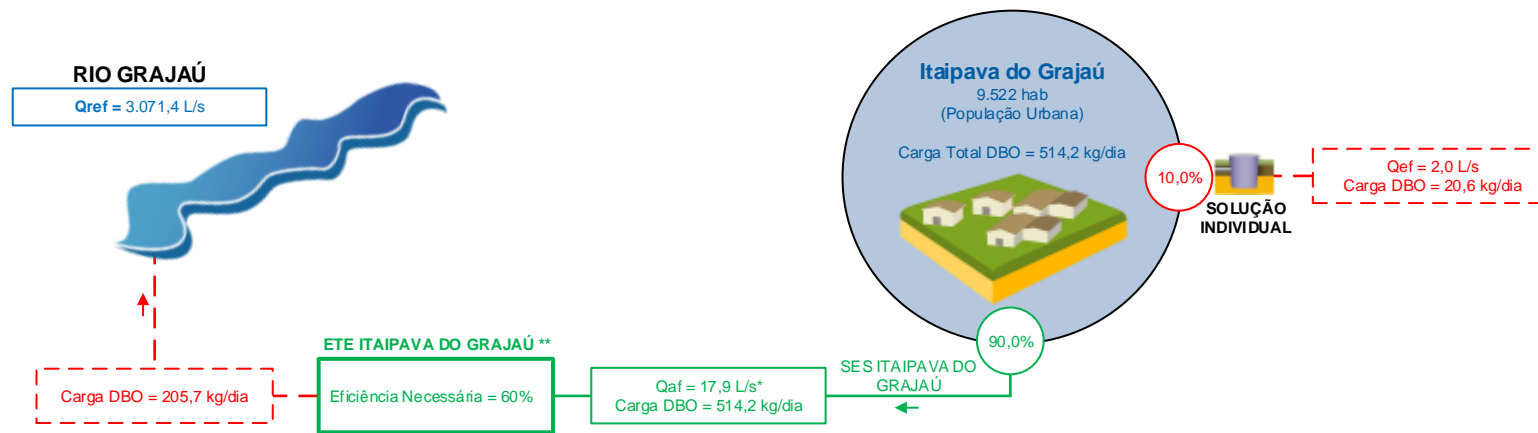 RIO GRAJAÚ
Qref = 3.071,4 L/s
Itaipava do Grajaú
9.522 hab
(População Urbana)
Carga Total DBO = 514,2 kg/dia
10,0%
SOLUÇÃO
INDIVIDUAL
Qef = 2,0 L/s
Carga DBO = 20,6 kg/dia
90,0%
SES ITAIPAVA DO
GRAJAÚ
Qaf = 17,9 L/s*
Carga DBO = 514,2 kg/dia
ETE ITAIPAVA DO GRAJAÚ **
Eficiência Necessária = 60%
Carga DBO = 205,7 kg/dia